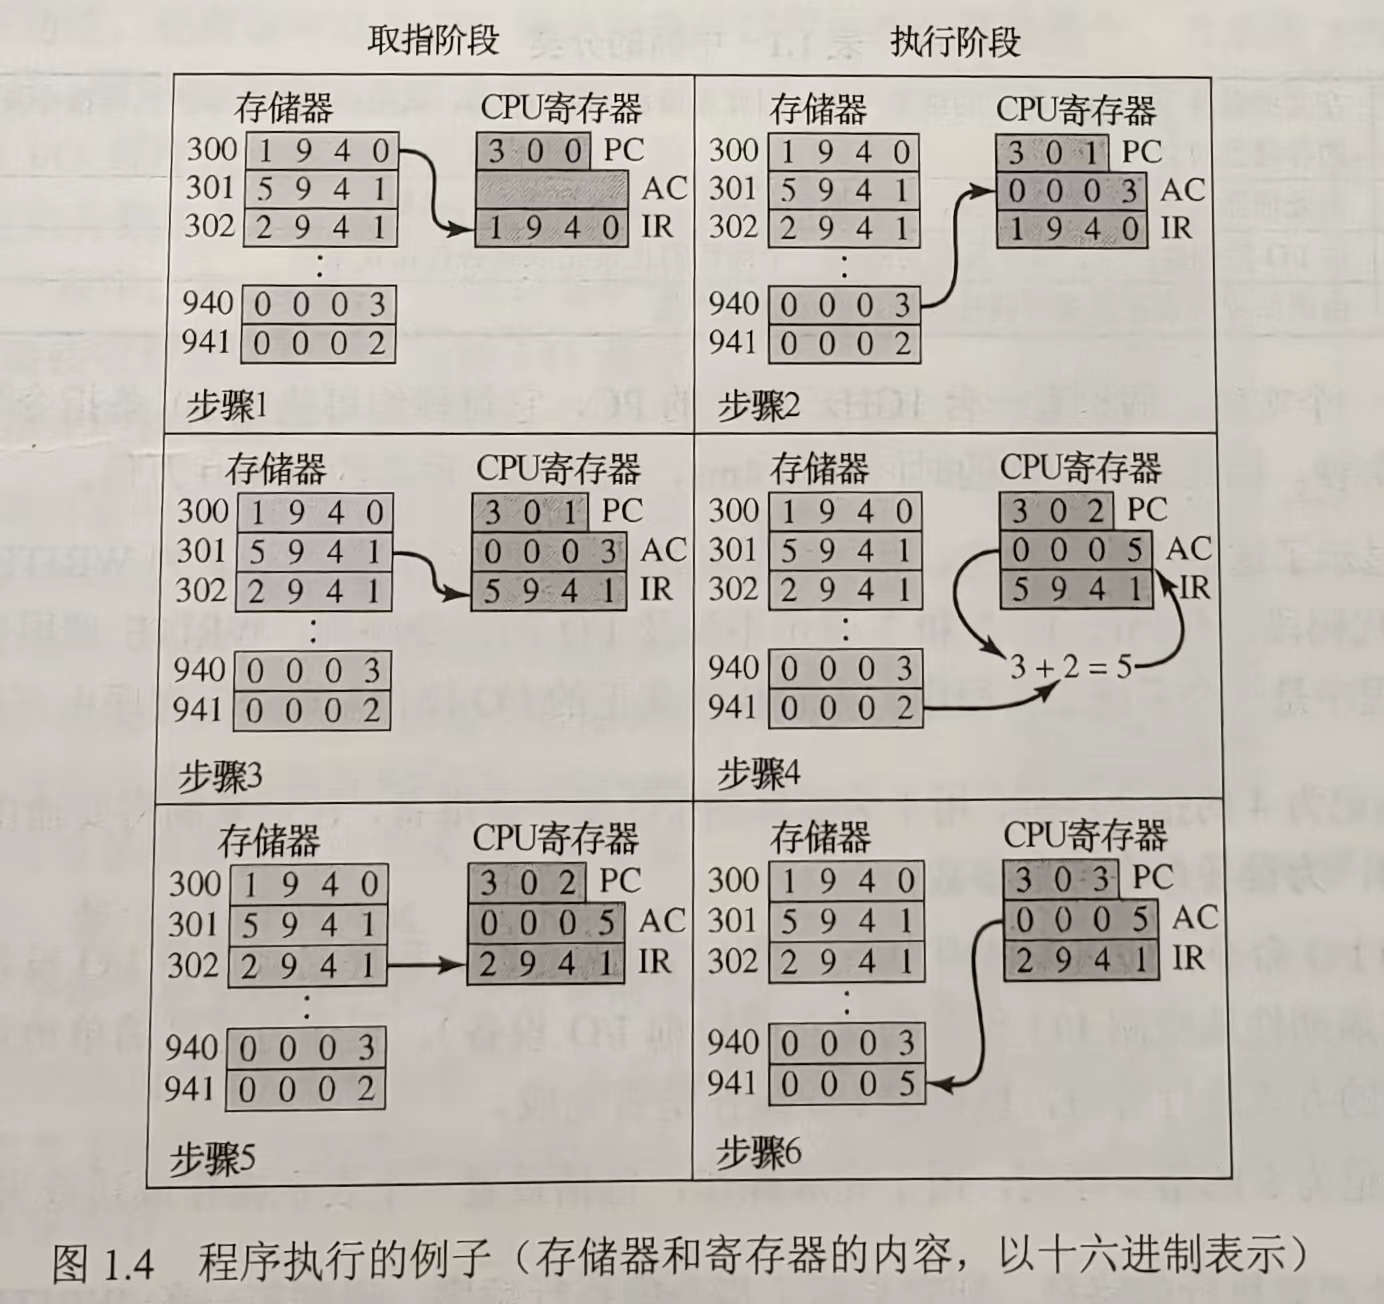 取指阶段 执行阶段
存储器 CPU寄存器
300 1 9 4 0 3 0 0 PC
301 5 9 4 1 AC
302 2 9 4 1 1 9 4 0 IR
940 0 0 0 3
941 0 0 0 2
步骤1
存储器 CPU寄存器
300 1 9 4 0 3 0 1 PC
301 5 9 4 1 0 0 0 3 AC
302 2 9 4 1 1 9 4 0 IR
940 0 0 0 3
941 0 0 0 2
步骤2
存储器 CPU寄存器
300 1 9 4 0 3 0 1 PC
301 5 9 4 1 0 0 0 3 AC
302 2 9 4 1 5 9 4 1 IR
940 0 0 0 3
941 0 0 0 2
步骤3
存储器 CPU寄存器
300 1 9 4 0 3 0 2 PC
301 5 9 4 1 0 0 0 5 AC
302 2 9 4 1 5 9 4 1 IR
940 0 0 0 3 3 + 2 = 5
941 0 0 0 2
步骤4
存储器 CPU寄存器
300 1 9 4 0 3 0 2 PC
301 5 9 4 1 0 0 0 5 AC
302 2 9 4 1 2 9 4 1 IR
940 0 0 0 3
941 0 0 0 2
步骤5
存储器 CPU寄存器
300 1 9 4 0 3 0 3 PC
301 5 9 4 1 0 0 0 5 AC
302 2 9 4 1 2 9 4 1 IR
940 0 0 0 3
941 0 0 0 5
步骤6
图 1.4 程序执行的例子（存储器和寄存器的内容，以十六进制表示）